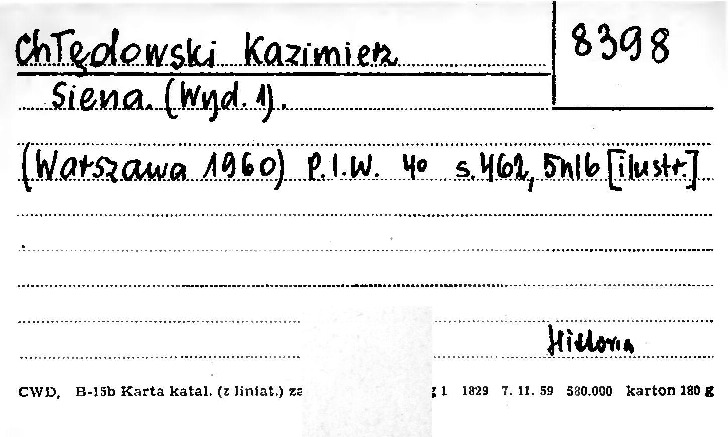 Chłędowski Kazimierz
8398
Siena. (Wyd. 1).
(Warszawa 1960) P.I.W. 4o s. 462, 5nlb [ilustr.]
Historia
CWD, B-15b Karta katal. (z liniat.) za g 1 1829 7. 11. 59 580.000 karton 180 g